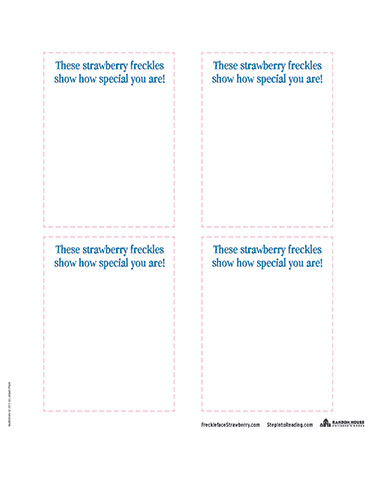 These strawberry freckles
show how special you are!
These strawberry freckles
show how special you are!
These strawberry freckles
show how special you are!
These strawberry freckles
show how special you are!
FrecklefaceStrawberry.com StepIntoReading.com RANDOM HOUSE
CHILDREN'S BOOKS